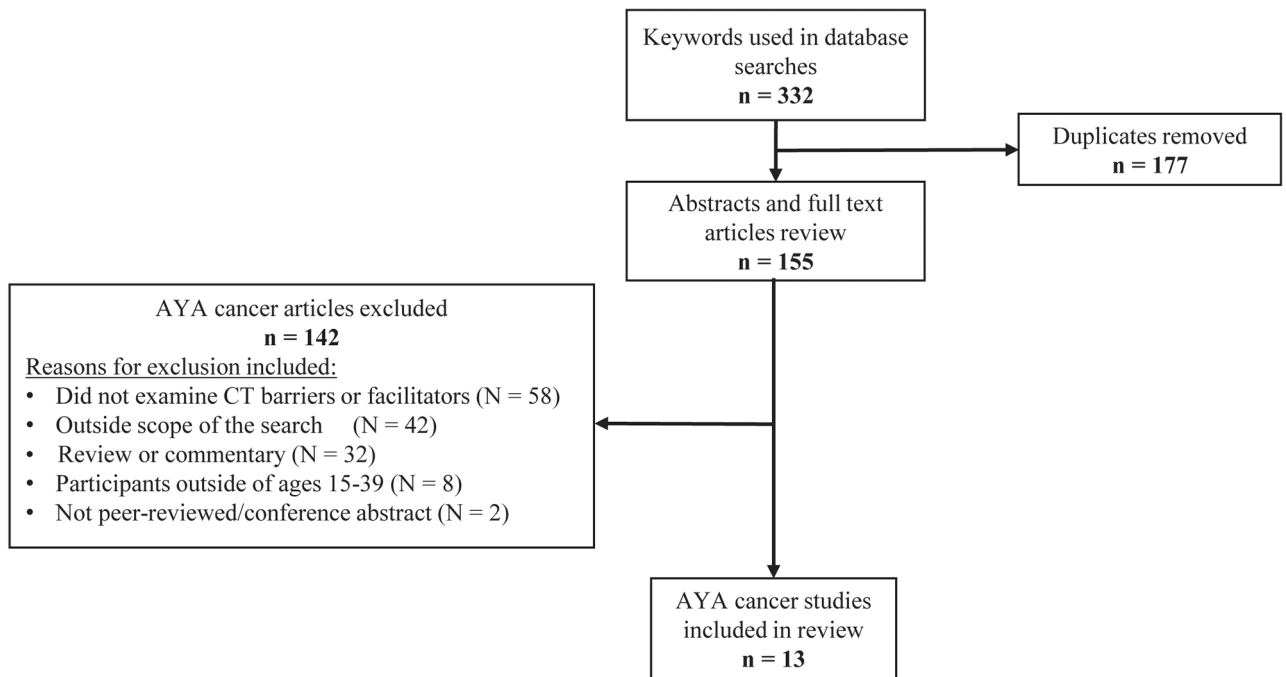 Keywords used in database
searches
n = 332
Duplicates removed
n = 177
Abstracts and full text
articles review
n = 155
AYA cancer articles excluded
n = 142
Reasons for exclusion included:
• Did not examine CT barriers or facilitators (N = 58)
• Outside scope of the search (N = 42)
• Review or commentary (N = 32)
• Participants outside of ages 15-39 (N = 8)
• Not peer-reviewed/conference abstract (N = 2)
AYA cancer studies
included in review
n = 13